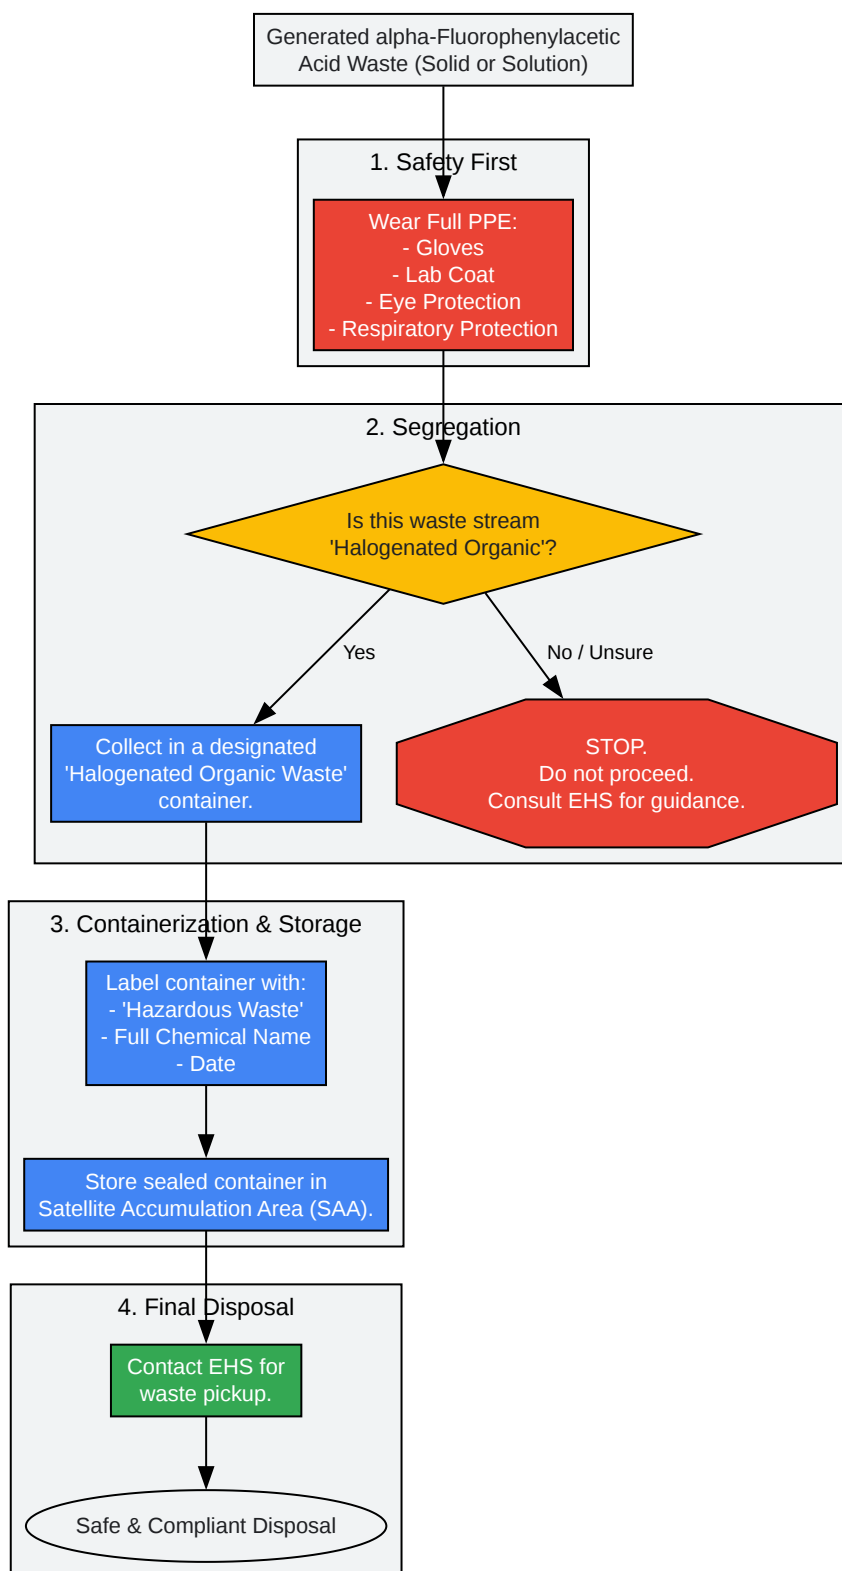 Generated alpha-Fluorophenylacetic
Acid Waste (Solid or Solution)
1. Safety First
Wear Full PPE:
- Gloves
- Lab Coat
- Eye Protection
- Respiratory Protection
2. Segregation
Is this waste stream
'Halogenated Organic'?
Yes
No / Unsure
Collect in a designated
'Halogenated Organic Waste'
container.
STOP.
Do not proceed.
Consult EHS for guidance.
3. Containerization & Storage
Label container with:
- 'Hazardous Waste'
- Full Chemical Name
- Date
Store sealed container in
Satellite Accumulation Area (SAA).
4. Final Disposal
Contact EHS for
waste pickup.
Safe & Compliant Disposal